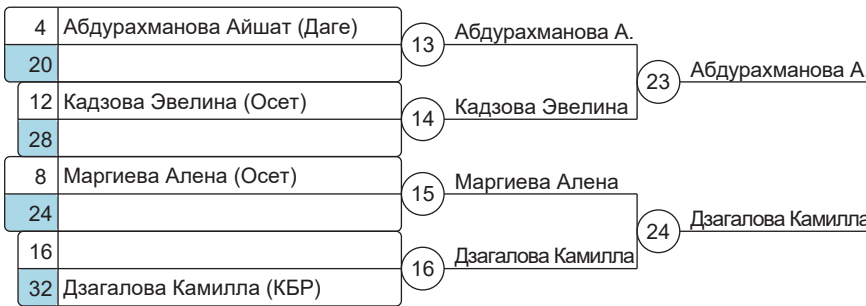 4 Абдурахманова Айшат (Даге)
20
13 Абдурахманова А.
12 Кадзова Эвелина (Осет)
28
14 Кадзова Эвелина
23 Абдурахманова А
8 Маргиева Алена (Осет)
24
15 Маргиева Алена
16
32 Дзагалова Камилла (КБР)
16 Дзагалова Камилла
24 Дзагалова Камилла